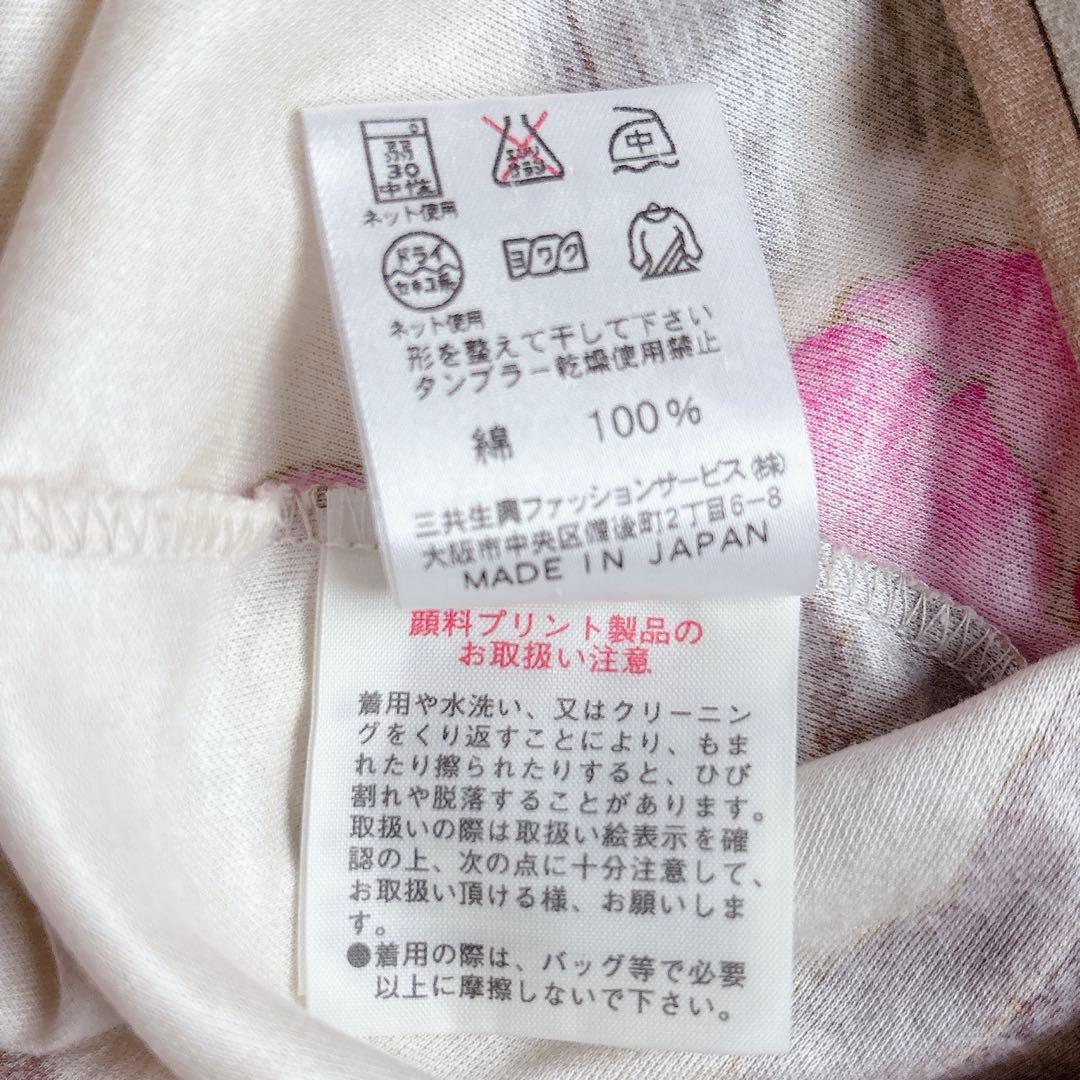 弱
30
中性
ネット使用
エンソ
サラシ
中
ドライ
セキユ系
ネット使用
ヨワク
形を整えて干して下さい
タンブラー乾燥使用禁止
綿 100%
三共生興ファッションサービス(株)
大阪市中央区備後町2丁目6-8
MADE IN JAPAN
顔料プリント製品の
お取扱い注意
着用や水洗い、又はクリーニン
グをくり返すことにより、もま
れたり擦られたりすると、ひび
割れや脱落することがあります。
取扱いの際は取扱い絵表示を確
認の上、次の点に十分注意して、
お取扱い頂ける様、お願いしま
す。
●着用の際は、バッグ等で必要
以上に摩擦しないで下さい。